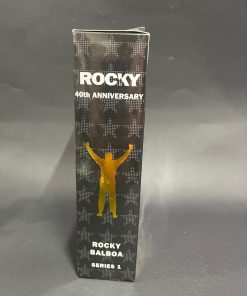 ROCKY
40th ANNIVERSARY
ROCKY
BALBOA
SERIES 1